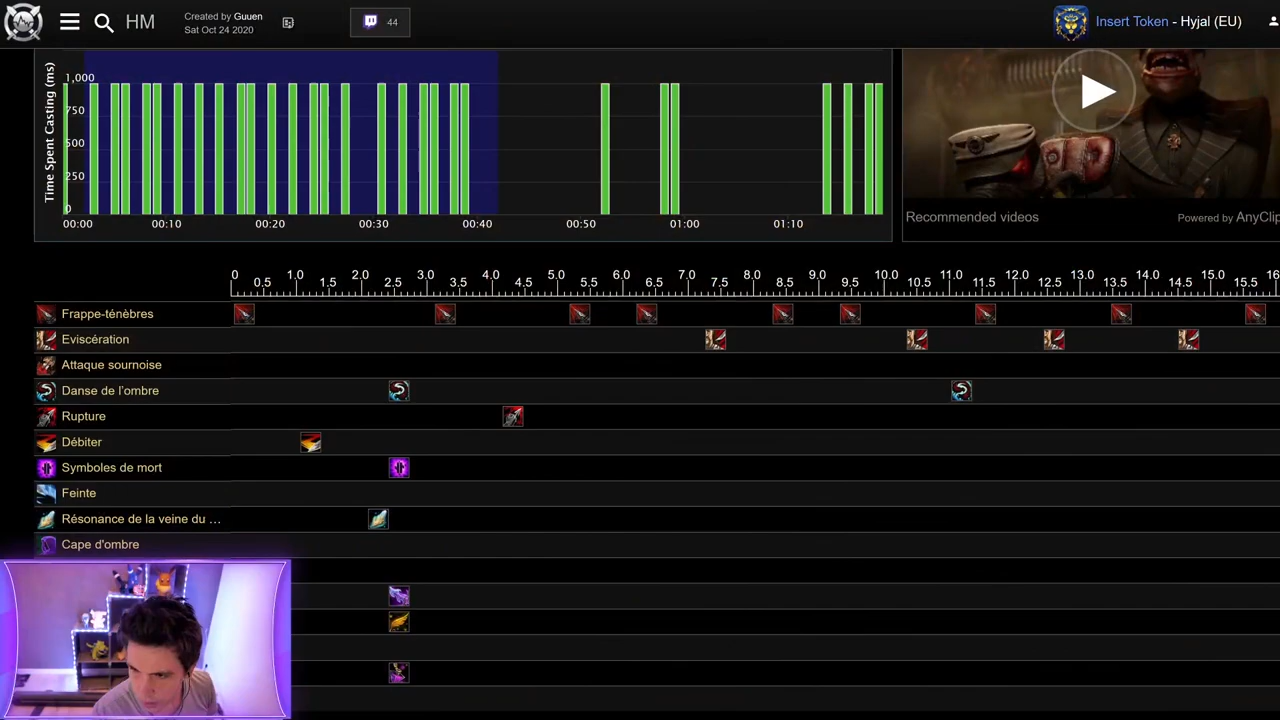 HM
Created by Guuen
Sat Oct 24 2020
44
Insert Token - Hyjal (EU)
Time Spent Casting (ms)
1,000
750
500
250
0
00:00 00:10 00:20 00:30 00:40 00:50 01:00 01:10
Recommended videos
Powered by AnyClip
0 0.5 1.0 1.5 2.0 2.5 3.0 3.5 4.0 4.5 5.0 5.5 6.0 6.5 7.0 7.5 8.0 8.5 9.0 9.5 10.0 10.5 11.0 11.5 12.0 12.5 13.0 13.5 14.0 14.5 15.0 15.5 16
Frappe-ténèbres
Eviscération
Attaque sournoise
Danse de l'ombre
Rupture
Débiter
Symboles de mort
Feinte
Résonance de la veine du ...
Cape d'ombre